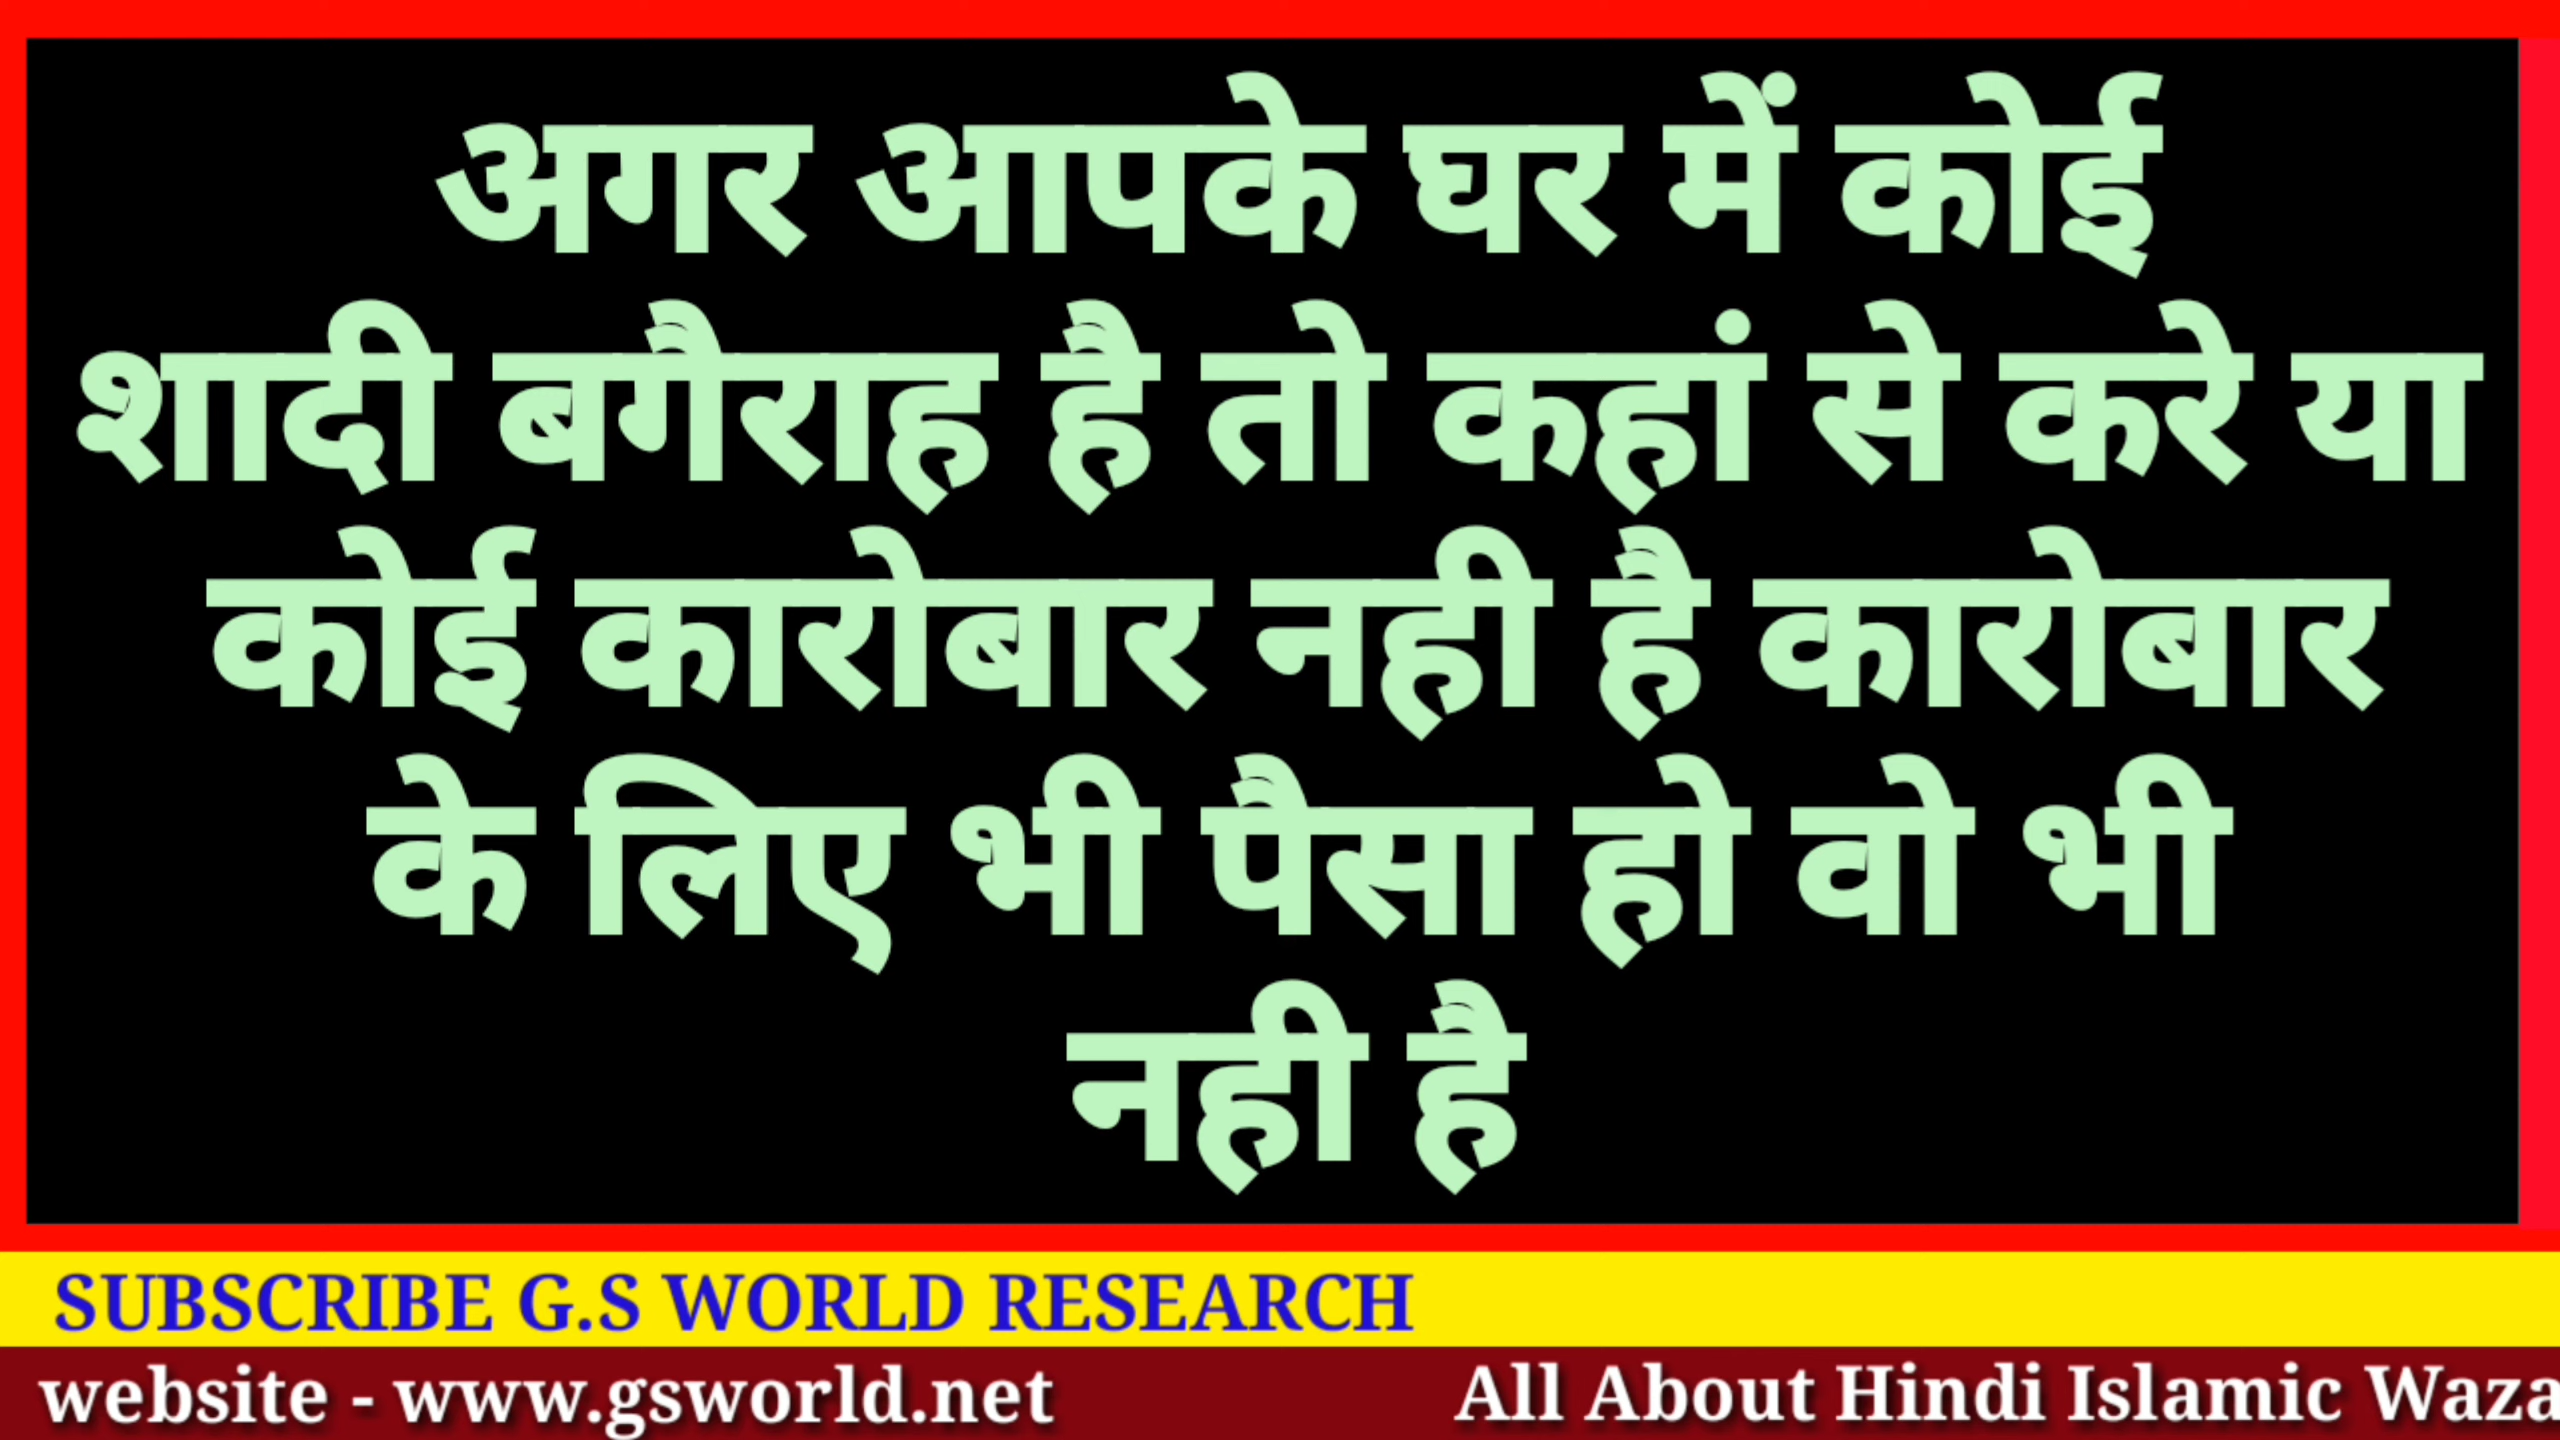 अगर आपके घर में कोई
शादी बगैराह है तो कहां से करे या
कोई कारोबार नही है कारोबार
के लिए भी पैसा हो वो भी
नही है
SUBSCRIBE G.S WORLD RESEARCH
website - www.gsworld.net
All About Hindi Islamic Waza